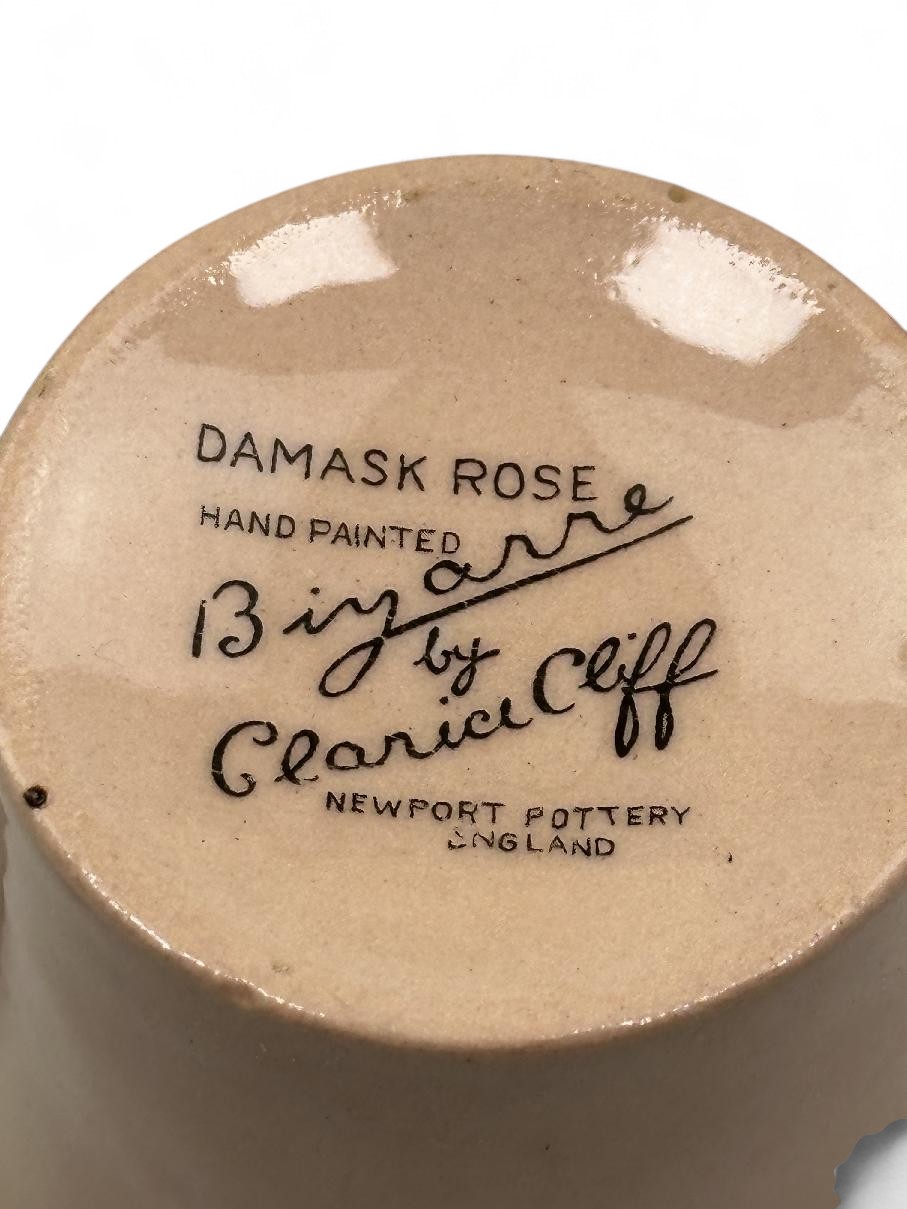 DAMASK ROSE
HAND PAINTED
Bizarre
by
Clarice Cliff
NEWPORT POTTERY
ENGLAND